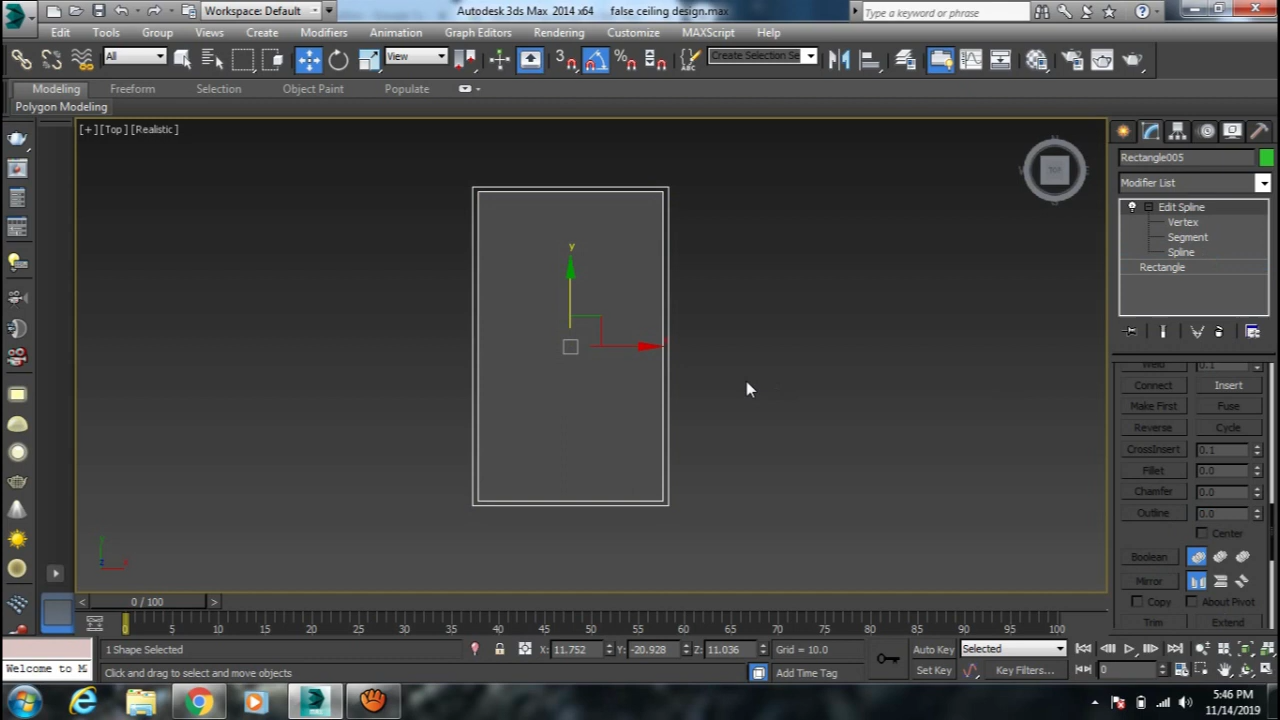 Workspace: Default
Autodesk 3ds Max 2014 x64 false ceiling design.max
Type a keyword or phrase
Edit Tools Group Views Create Modifiers Animation Graph Editors Rendering Customize MAXScript Help
All View 3 Create Selection Se
Modeling Freeform Selection Object Paint Populate
Polygon Modeling
[+][Top][Realistic]
TOP
y
Rectangle005
Modifier List
Edit Spline
Vertex
Segment
Spline
Rectangle
Weld 0.1
Connect Insert
Make First Fuse
Reverse Cycle
CrossInsert 0.1
Fillet 0.0
Chamfer 0.0
Outline 0.0
Center
Boolean
Mirror
Copy About Pivot
Trim Extend
< 0 / 100 >
0 5 10 15 20 25 30 35 40 45 50 55 60 65 70 75 80 85 90 95 100
1 Shape Selected X: 11.752 Y: -20.928 Z: 11.036 Grid = 10.0 Auto Key Selected
Welcome to M Click and drag to select and move objects Add Time Tag Set Key Key Filters... 0
5:46 PM
11/14/2019